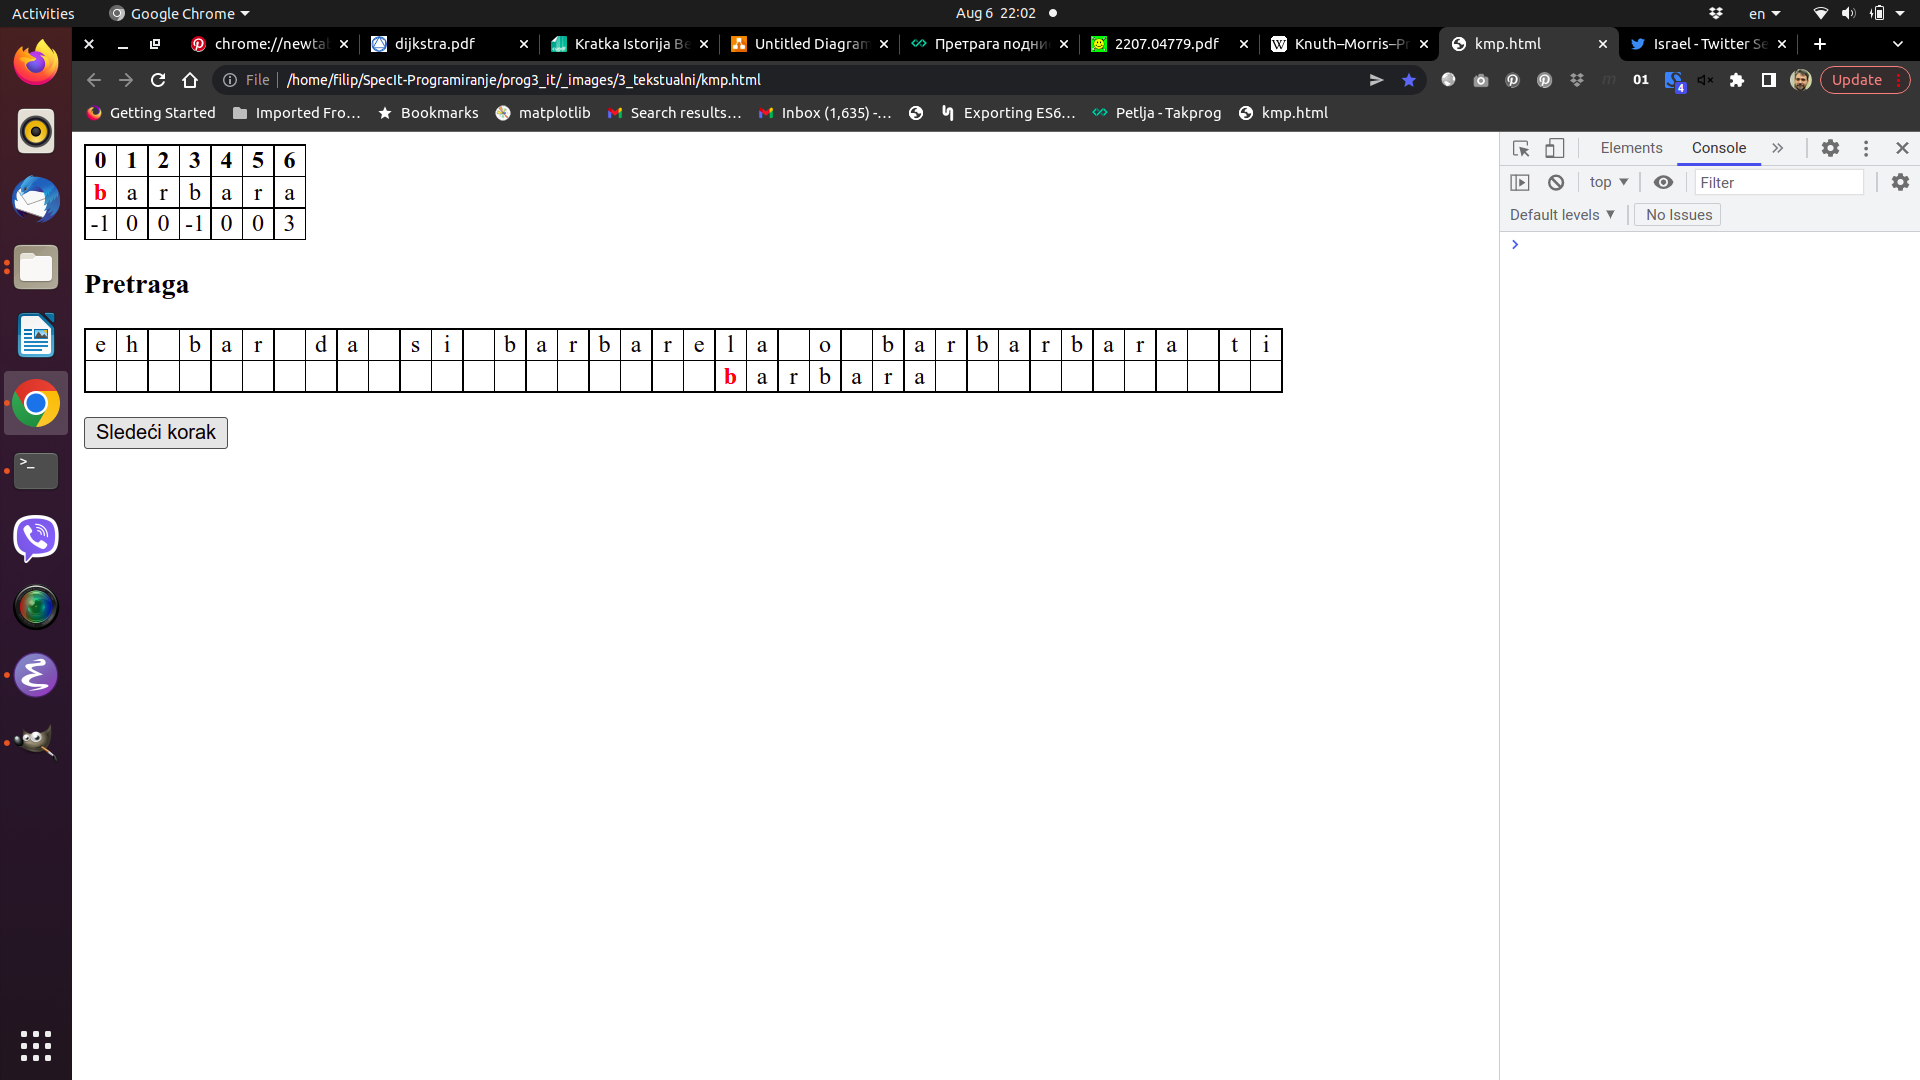 Activities Google Chrome Aug 6 22:02 en
chrome://newta dijkstra.pdf Kratka Istorija Be Untitled Diagram Претрага подни 2207.04779.pdf Knuth–Morris–Pr kmp.html Israel - Twitter Se
File /home/filip/SpecIt-Programiranje/prog3_it/_images/3_tekstualni/kmp.html 01 4 Update
Getting Started Imported Fro… Bookmarks matplotlib Search results… Inbox (1,635) -… Exporting ES6… Petlja - Takprog kmp.html
0 1 2 3 4 5 6
b a r b a r a
-1 0 0 -1 0 0 3
Pretraga
e h b a r d a s i b a r b a r e l a o b a r b a r b a r a t i
b a r b a r a
Sledeći korak
Elements Console
top Filter
Default levels No Issues